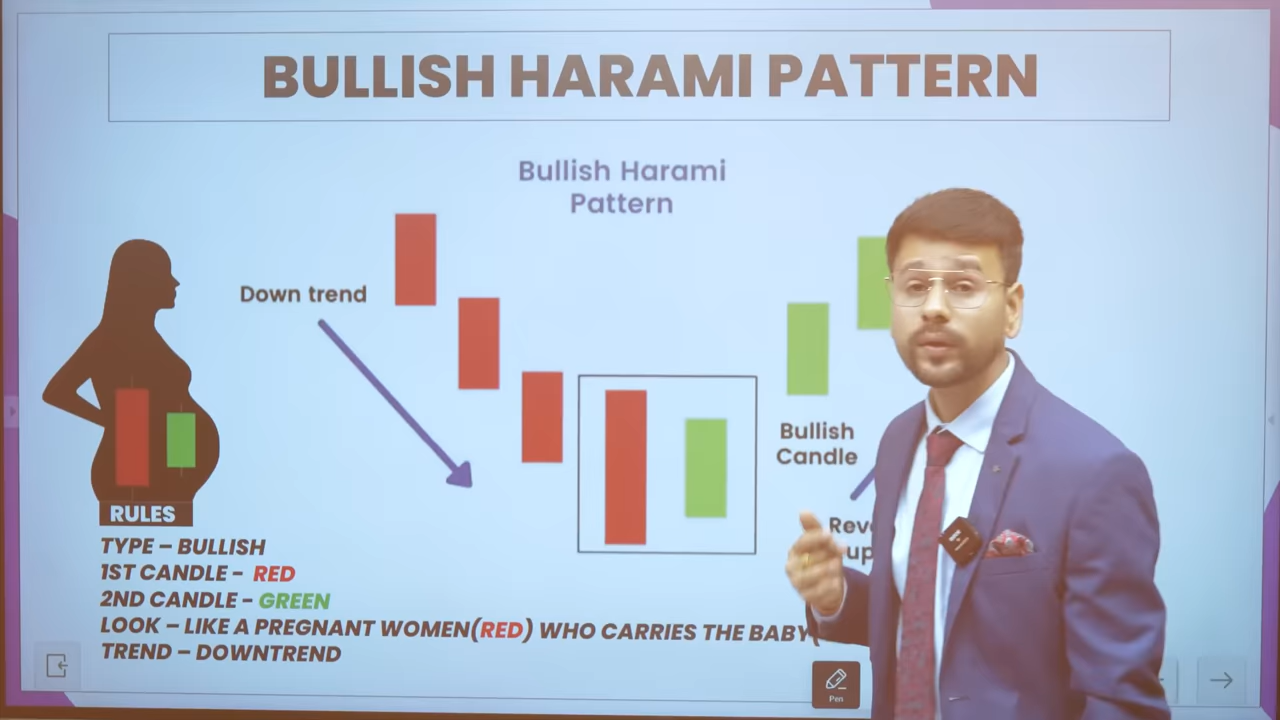 BULLISH HARAMI PATTERN
Bullish Harami
Pattern
Down trend
Bullish
Candle
RULES
TYPE – BULLISH
1ST CANDLE – RED
2ND CANDLE – GREEN
LOOK – LIKE A PREGNANT WOMEN(RED) WHO CARRIES THE BABY(
TREND – DOWNTREND
Pen